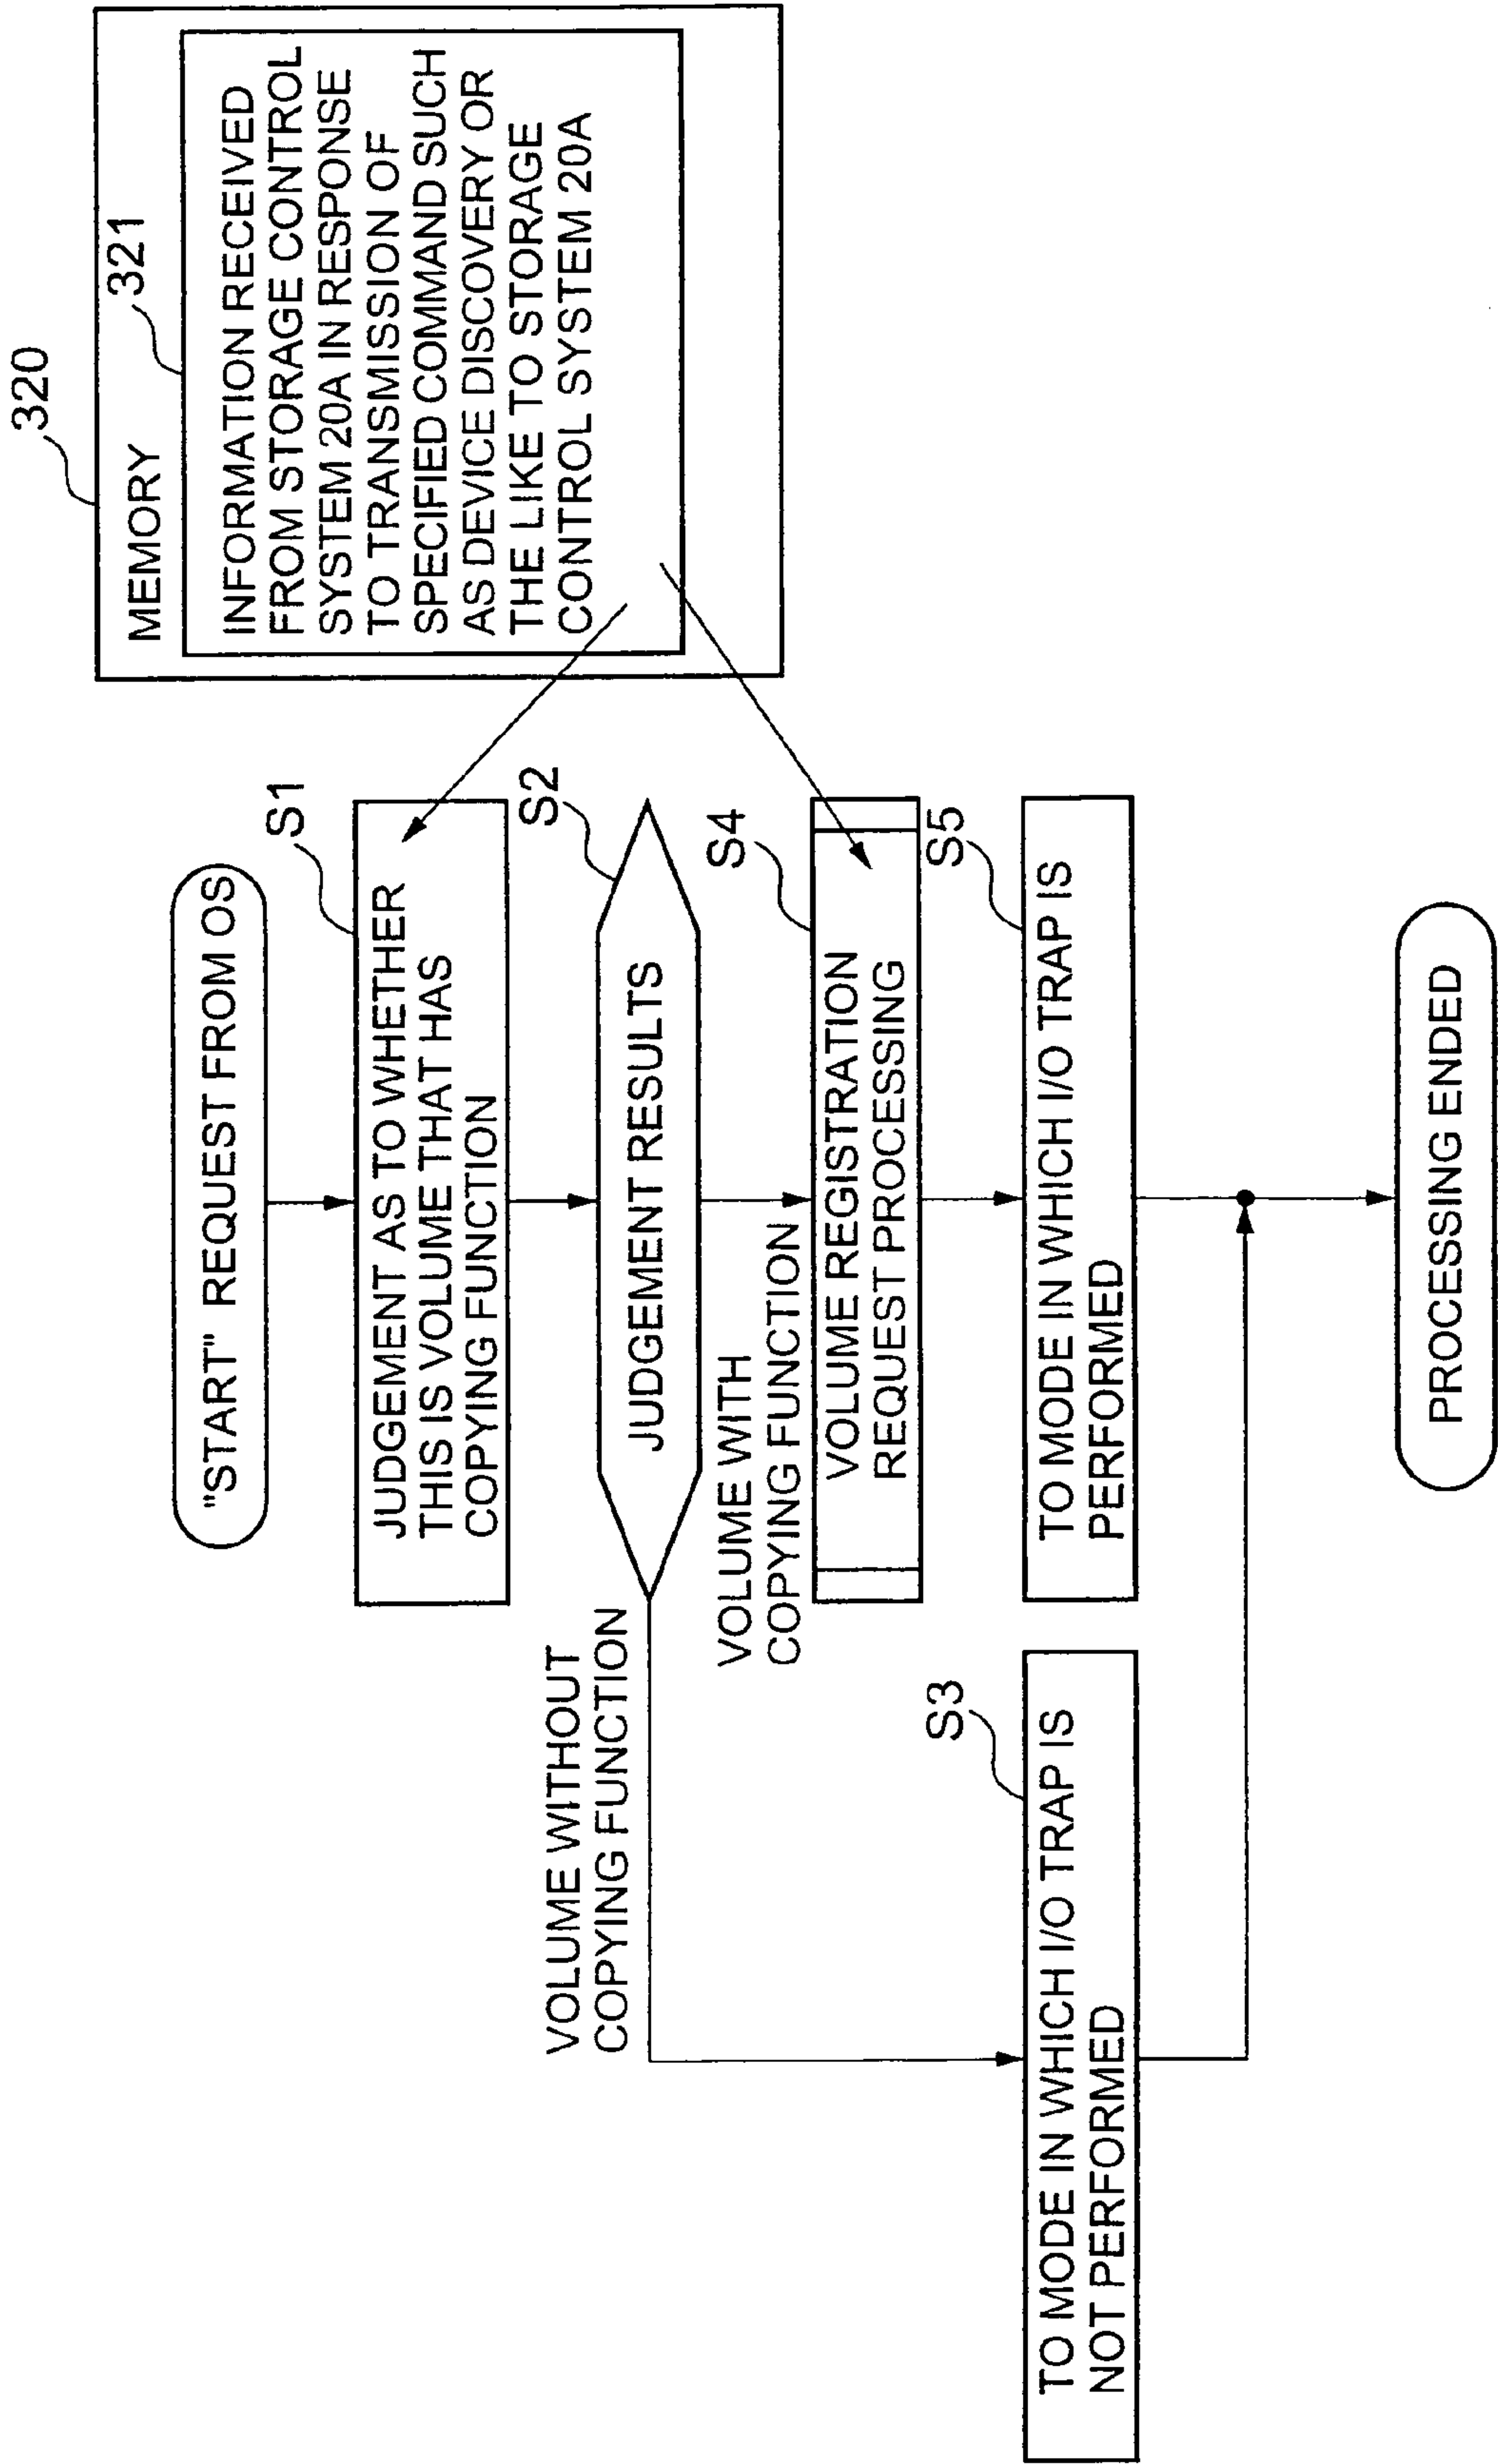 320
MEMORY
321
INFORMATION RECEIVED
FROM STORAGE CONTROL
SYSTEM 20A IN RESPONSE
TO TRANSMISSION OF
SPECIFIED COMMAND SUCH
AS DEVICE DISCOVERY OR
THE LIKE TO STORAGE
CONTROL SYSTEM 20A
"START" REQUEST FROM OS
S1
JUDGEMENT AS TO WHETHER
THIS IS VOLUME THAT HAS
COPYING FUNCTION
S2
JUDGEMENT RESULTS
VOLUME WITHOUT
COPYING FUNCTION
VOLUME WITH
COPYING FUNCTION
S4
VOLUME REGISTRATION
REQUEST PROCESSING
S5
TO MODE IN WHICH I/O TRAP IS
PERFORMED
S3
TO MODE IN WHICH I/O TRAP IS
NOT PERFORMED
PROCESSING ENDED